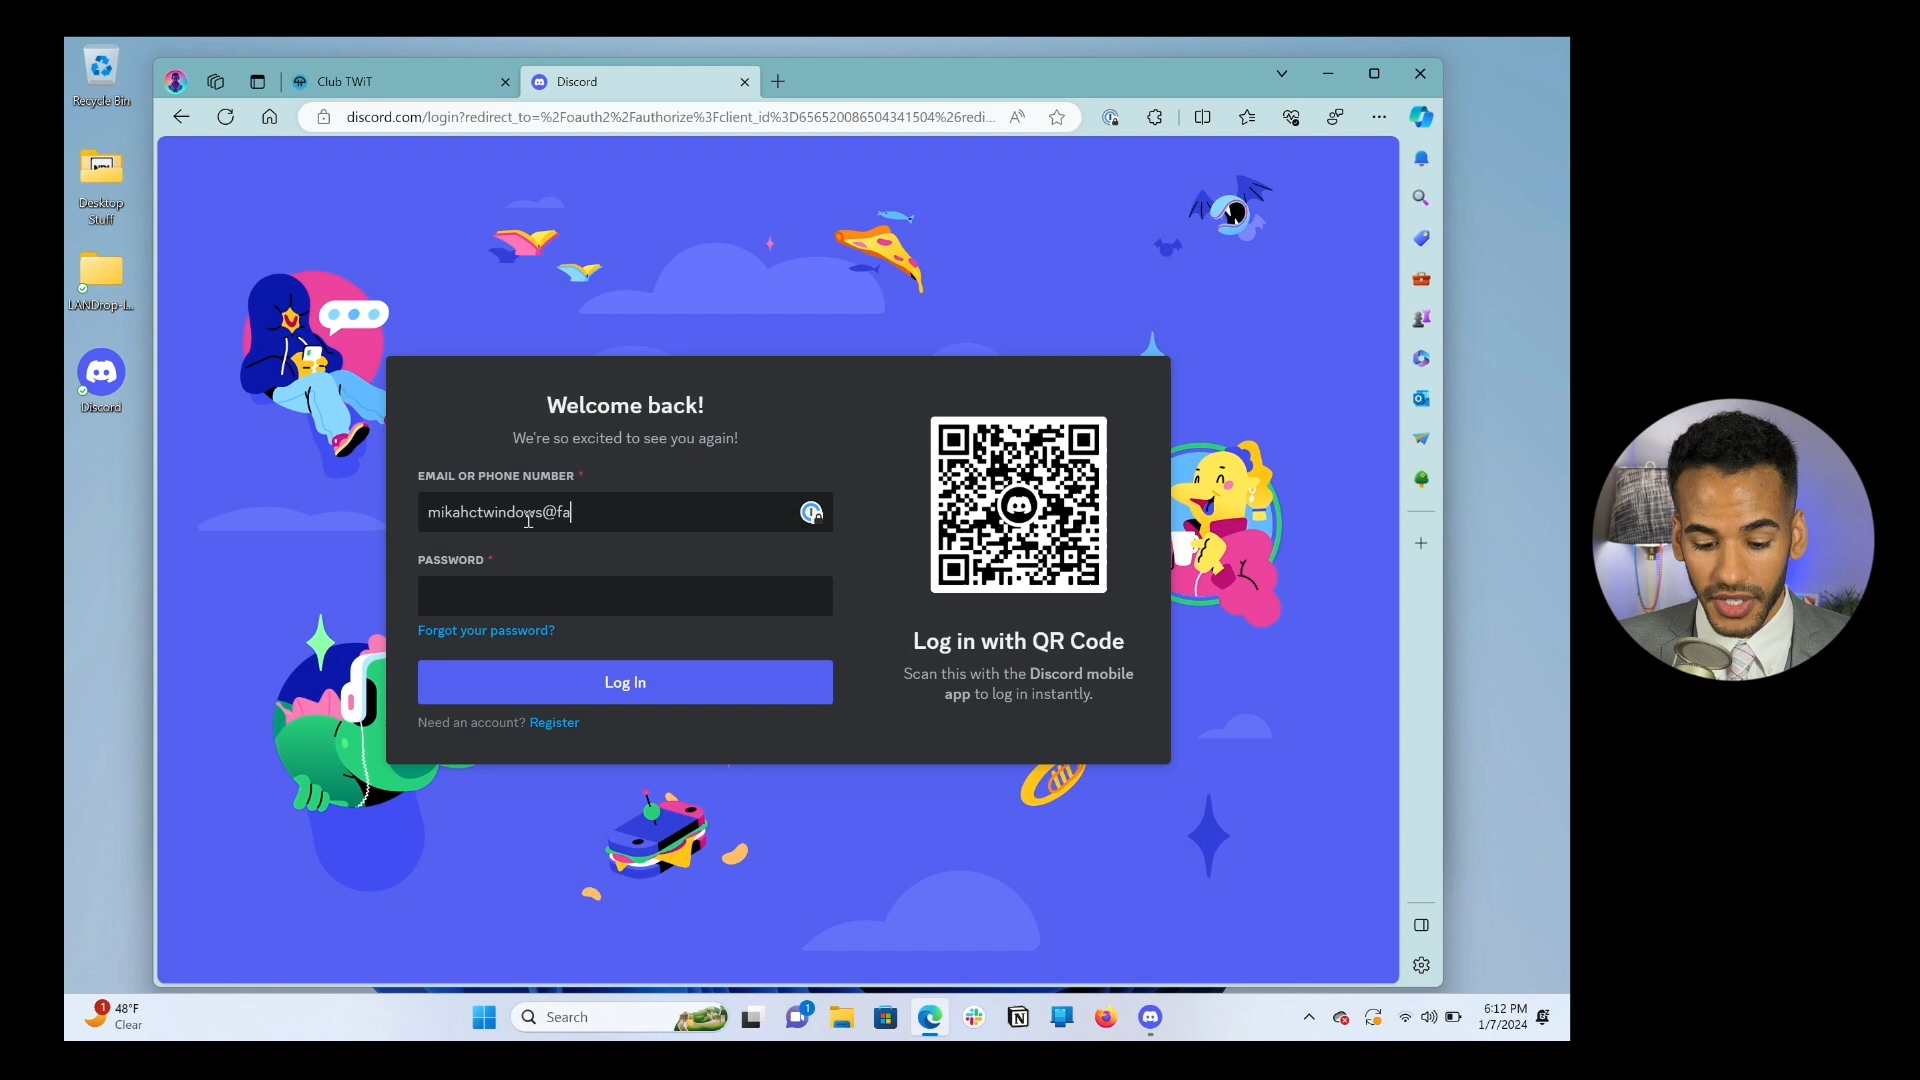 Recycle Bin
Desktop
Stuff
LANDrop-l...
Discord
Club TWiT
Discord
discord.com/login?redirect_to=%2Foauth2%2Fauthorize%3Fclient_id%3D656520086504341504%26redi...
Welcome back!
We're so excited to see you again!
EMAIL OR PHONE NUMBER *
mikahctwindows@fa
PASSWORD *
Forgot your password?
Log In
Need an account? Register
Log in with QR Code
Scan this with the Discord mobile
app to log in instantly.
1
48°F
Clear
Search
1
6:12 PM
1/7/2024